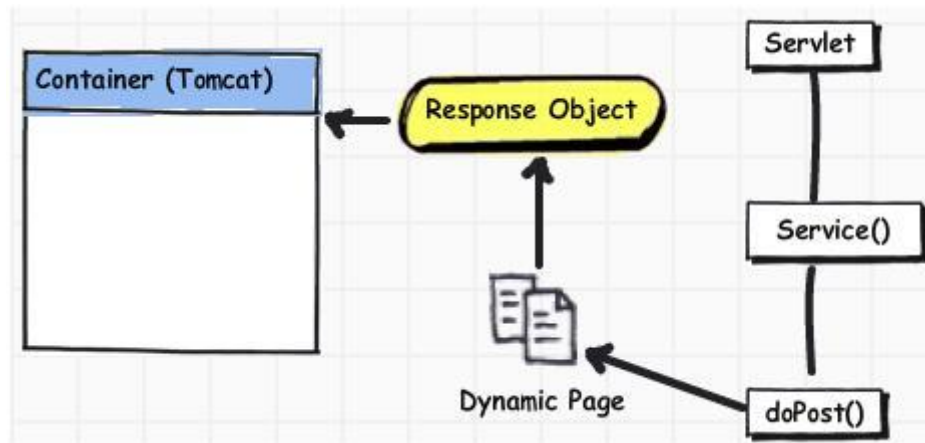 Servlet
Container (Tomcat)
Response Object
Service()
Dynamic Page
doPost()